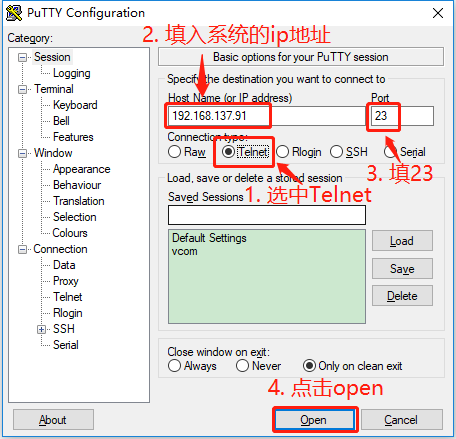 PuTTY Configuration
2. 填入系统的ip地址
Category:
Session
Logging
Terminal
Keyboard
Bell
Features
Window
Appearance
Behaviour
Translation
Selection
Colours
Connection
Data
Proxy
Telnet
Rlogin
SSH
Serial
Basic options for your PuTTY session
Specify the destination you want to connect to
Host Name (or IP address)
Port
192.168.137.91
23
Connection type:
Raw
Telnet
Rlogin
SSH
Serial
3. 填23
Load, save or delete a stored session
1. 选中Telnet
Saved Sessions
Default Settings
vcom
Load
Save
Delete
Close window on exit:
Always
Never
Only on clean exit
4. 点击open
About
Open
Cancel